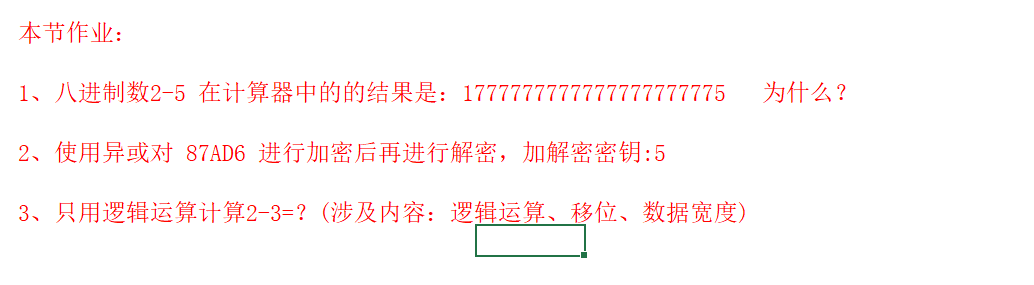 本节作业:
1、八进制数2-5 在计算器中的的结果是: 1777777777777777777775 为什么?
2、使用异或对 87AD6 进行加密后再进行解密, 加解密密钥:5
3、只用逻辑运算计算2-3=? (涉及内容: 逻辑运算、移位、数据宽度)